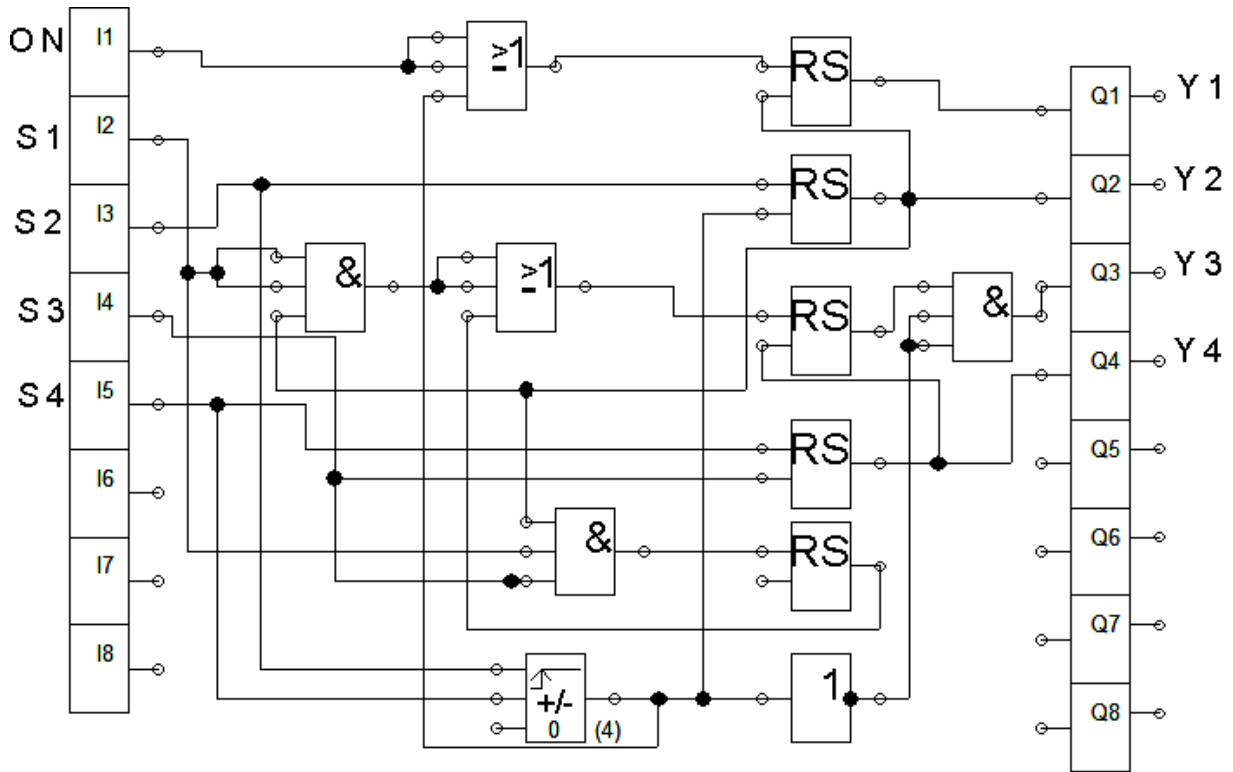 ON I1
S1 I2
S2 I3
S3 I4
S4 I5
I6
I7
I8
≥1
&
≥1
&
+/-
0 (4)
RS
RS
RS
RS
RS
1
&
Q1 Y1
Q2 Y2
Q3 Y3
Q4 Y4
Q5
Q6
Q7
Q8